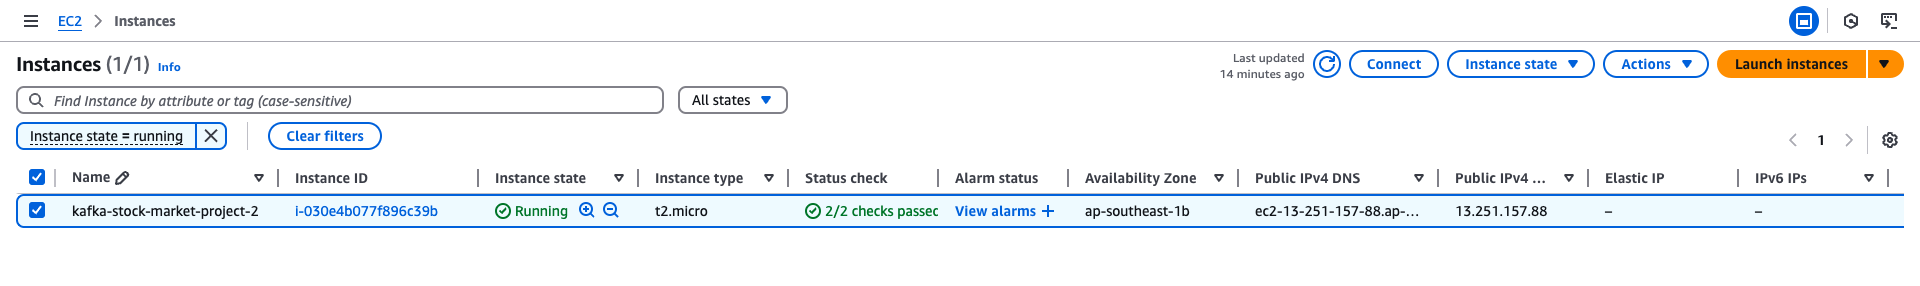 EC2 > Instances
Instances (1/1) Info
Last updated
14 minutes ago
Connect Instance state Actions Launch instances
Find Instance by attribute or tag (case-sensitive) All states
Instance state = running Clear filters
1
Name Instance ID Instance state Instance type Status check Alarm status Availability Zone Public IPv4 DNS Public IPv4 ... Elastic IP IPv6 IPs
kafka-stock-market-project-2 i-030e4b077f896c39b Running t2.micro 2/2 checks passec View alarms + ap-southeast-1b ec2-13-251-157-88.ap-... 13.251.157.88 – –